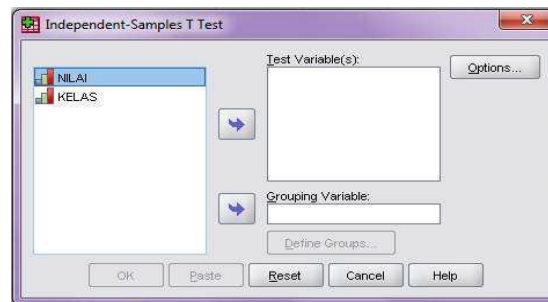 Independent-Samples T Test
NILAI
KELAS
Test Variable(s):
Options...
Grouping Variable:
Define Groups...
OK
Paste
Reset
Cancel
Help